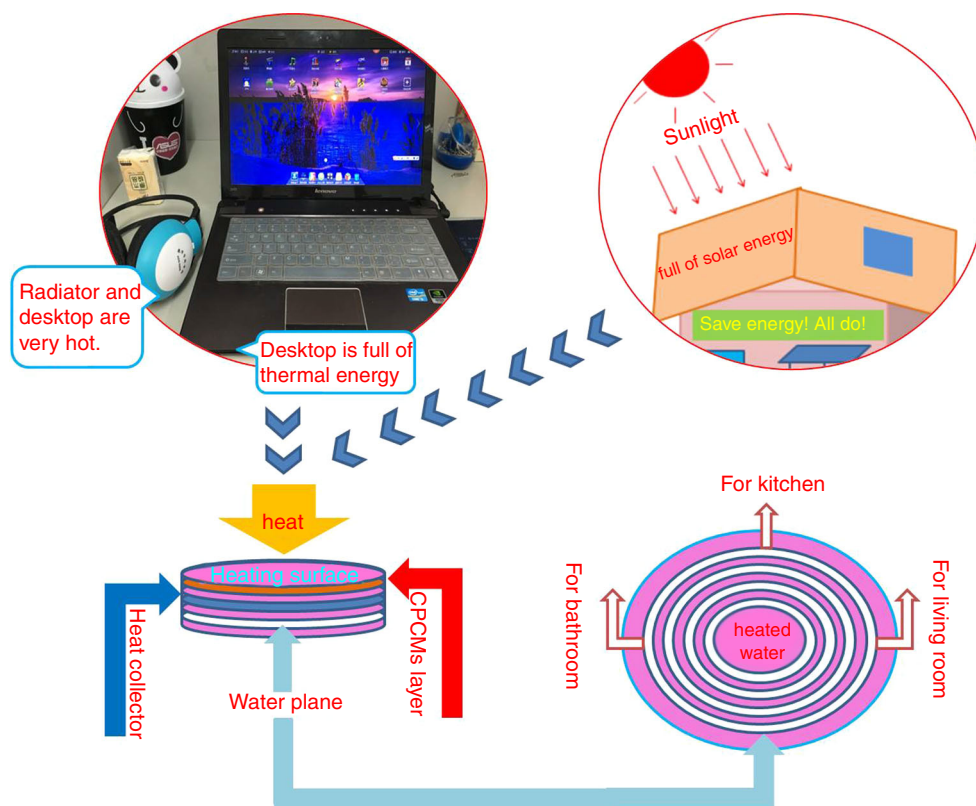 ASUS
lenovo
Radiator and
desktop are
very hot.
Desktop is full of
thermal energy
Sunlight
full of solar energy
Save energy! All do!
heat
Heating surface
Heat collector
CPCMs layer
Water plane
For kitchen
For bathroom
For living room
heated
water